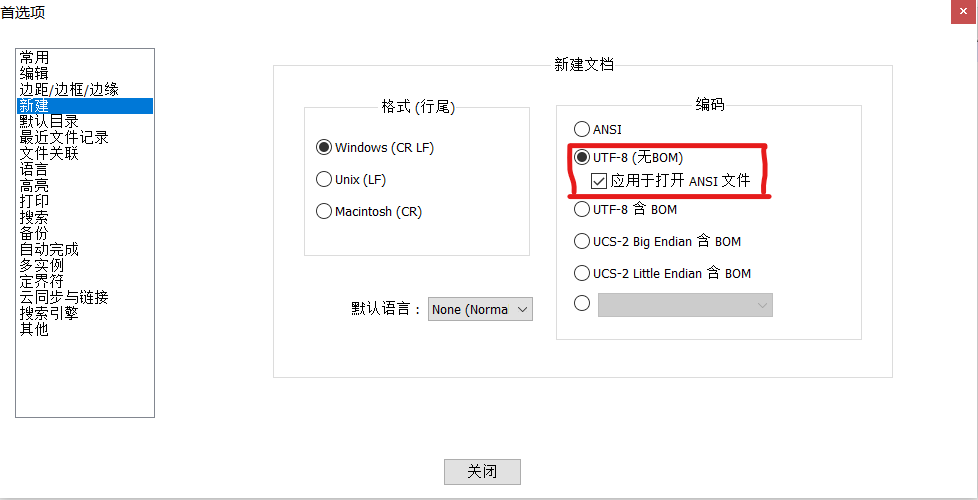 首选项
常用
编辑
边距/边框/边缘
新建
默认目录
最近文件记录
文件关联
语言
高亮
打印
搜索
备份
自动完成
多实例
定界符
云同步与链接
搜索引擎
其他
新建文档
格式 (行尾)
Windows (CR LF)
Unix (LF)
Macintosh (CR)
默认语言：
None (Norma
编码
ANSI
UTF-8 (无BOM)
应用于打开 ANSI 文件
UTF-8 含 BOM
UCS-2 Big Endian 含 BOM
UCS-2 Little Endian 含 BOM
关闭